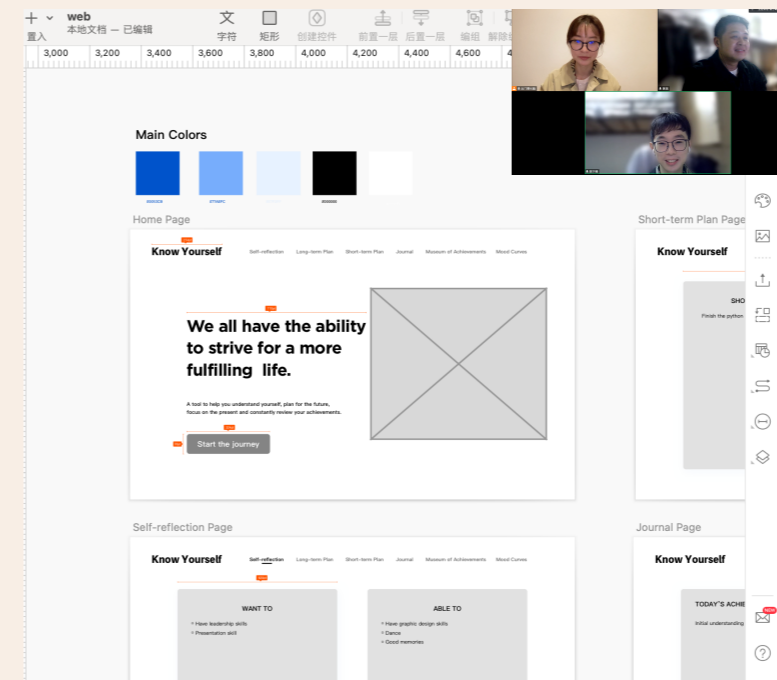 web
本地文档 — 已编辑
置入
字符
矩形
创建控件
前置一层
后置一层
编组
3,000
3,200
3,400
3,600
3,800
4,000
4,200
4,400
4,600
Main Colors
Home Page
Know Yourself
Self-reflection
Long-term Plan
Short-term Plan
Journal
Museum of Achievements
Mood Curves
We all have the ability
to strive for a more
fulfilling life.
A tool to help you understand yourself, plan for the future,
focus on the present and constantly review your achievements.
Start the journey
Short-term Plan Page
Know Yourself
SHO
Finish the python
Self-reflection Page
Know Yourself
Self-reflection
Long-term Plan
Short-term Plan
Journal
Museum of Achievements
Mood Curves
WANT TO
Have leadership skills
Presentation skill
ABLE TO
Have graphic design skills
Dance
Good memories
Journal Page
Know Yourself
TODAY'S ACHIE
Initial understanding
NEW